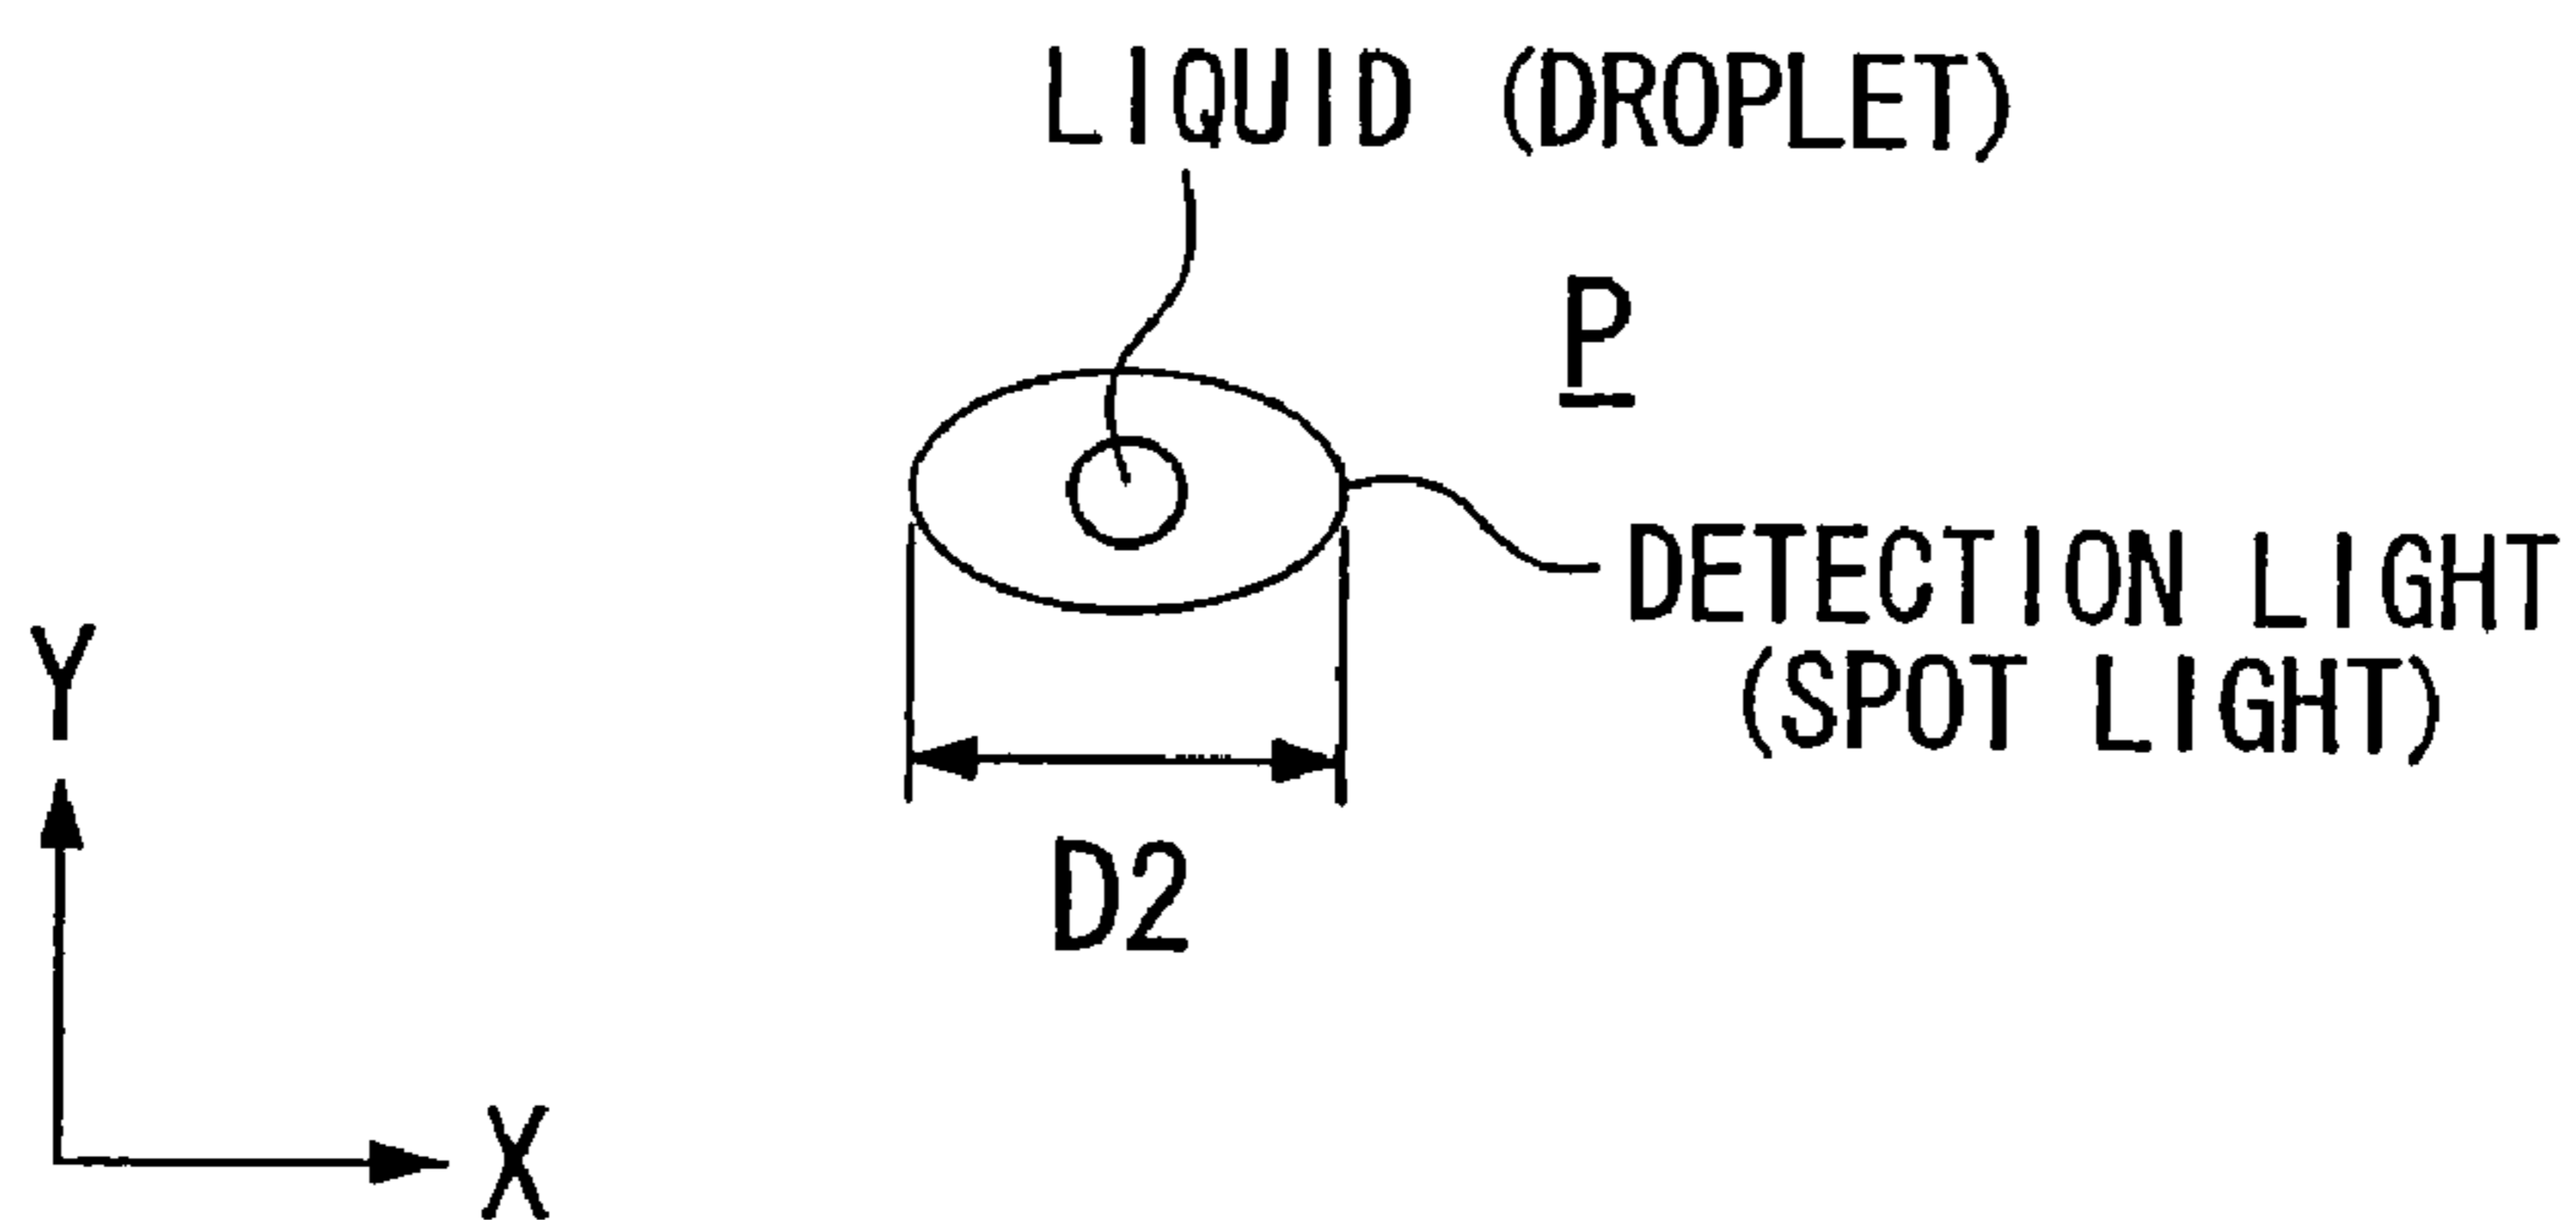 LIQUID (DROPLET)
P
DETECTION LIGHT
(SPOT LIGHT)
Y
D2
X